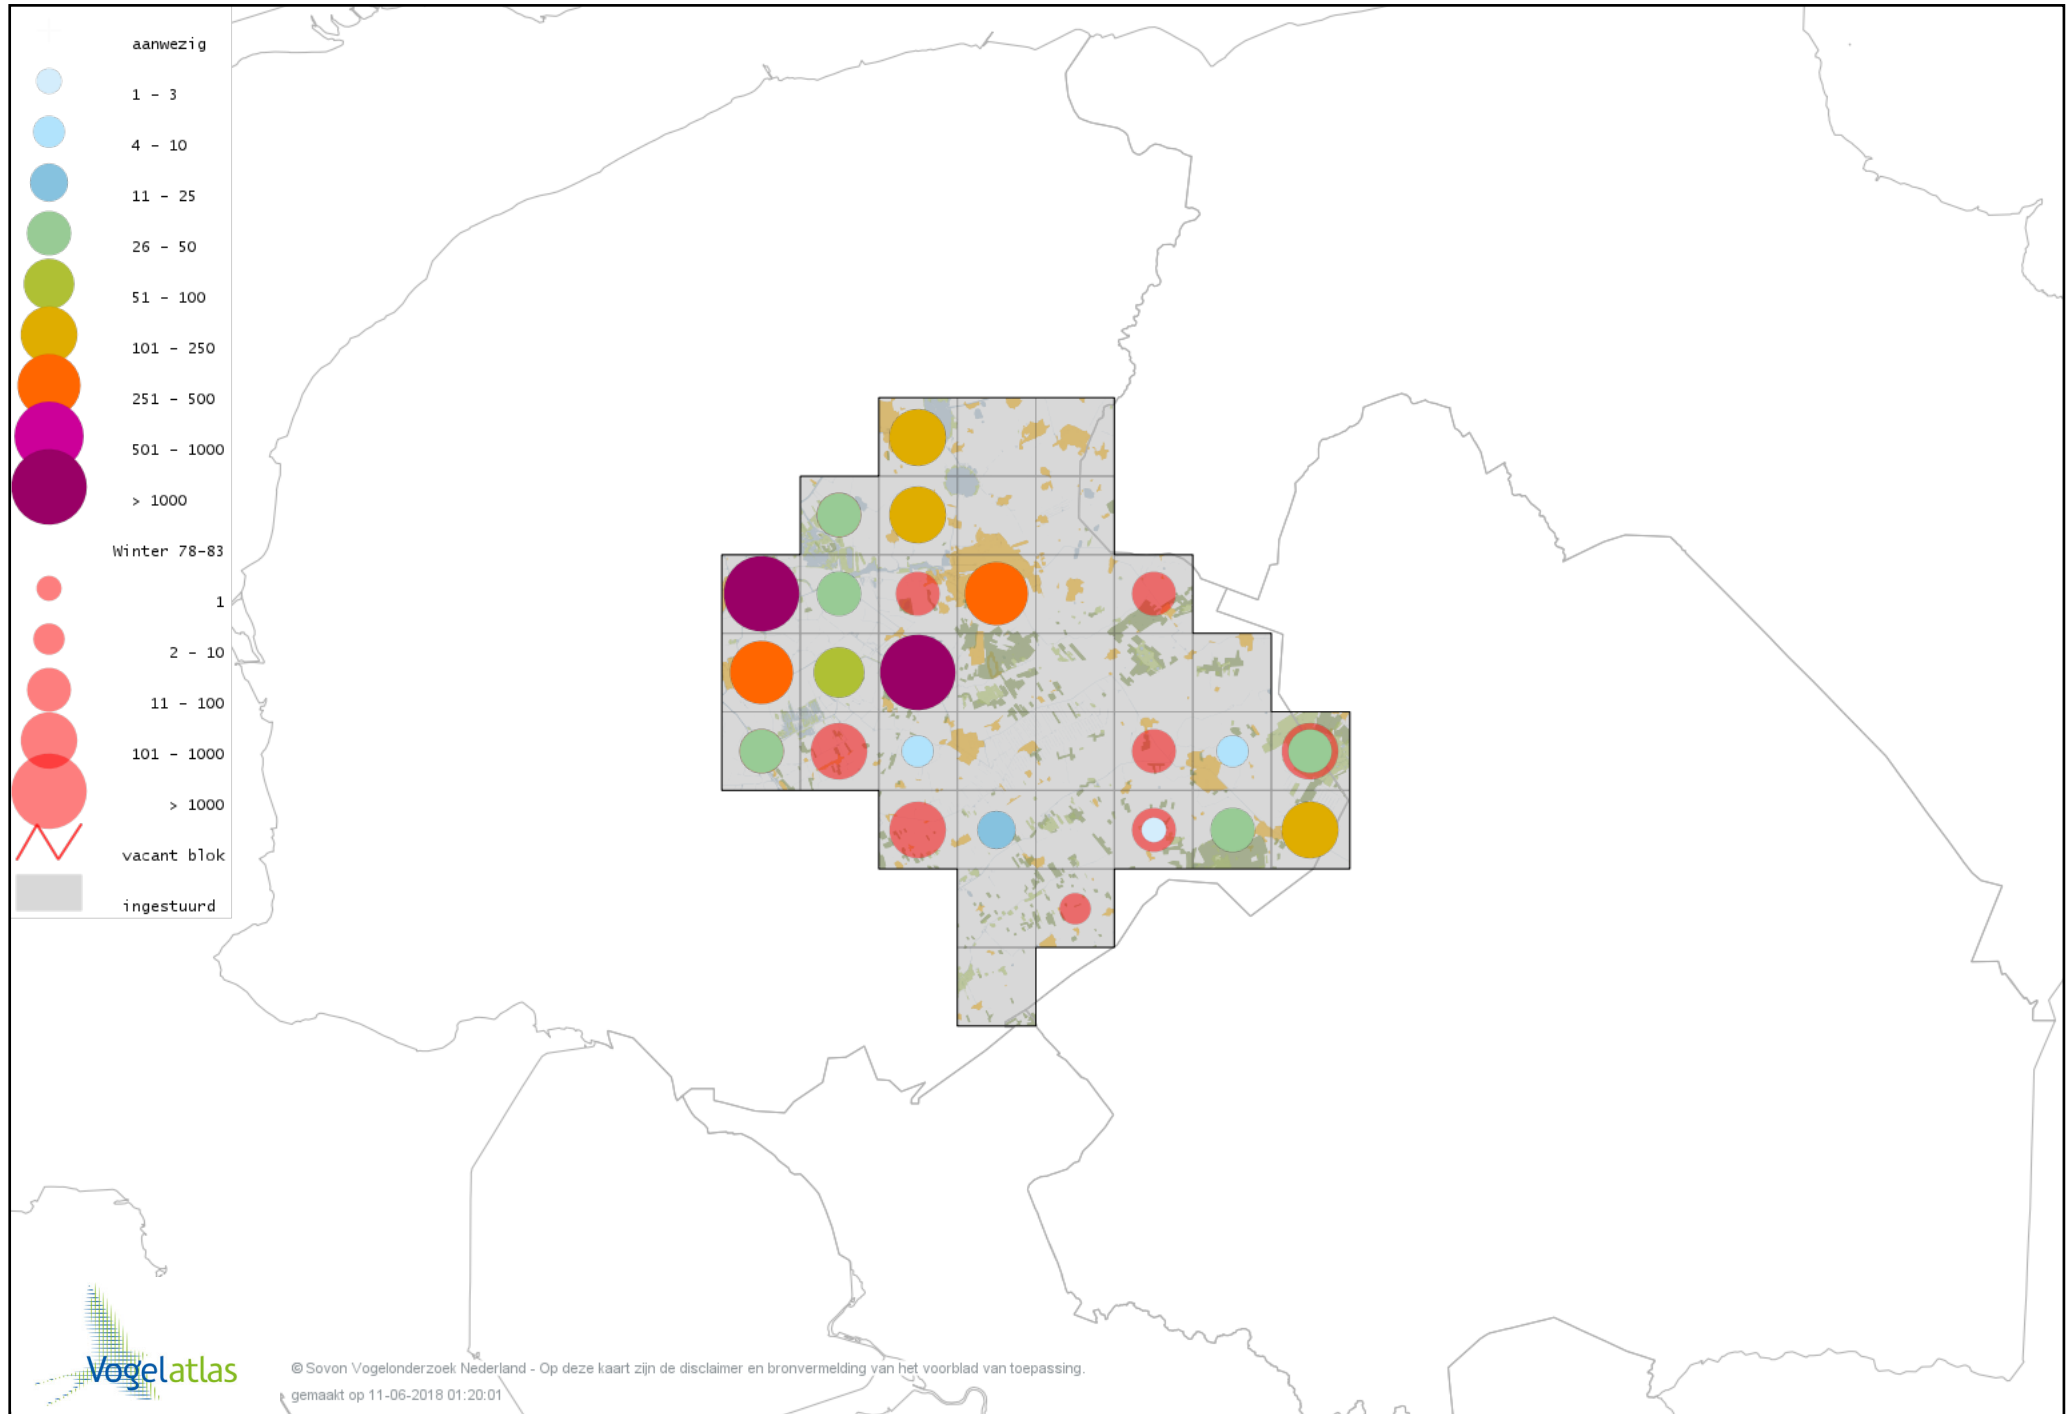 aanwezig
1 - 3
4 - 10
11 - 25
26 - 50
51 - 100
101 - 250
251 - 500
501 - 1000
> 1000
Winter 78-83
1
2 - 10
11 - 100
101 - 1000
> 1000
vacant blok
ingestuurd
Vogelatlas
© Sovon Vogelonderzoek Nederland - Op deze kaart zijn de disclaimer en bronvermelding van het voorblad van toepassing.
gemaakt op 11-06-2018 01:20:01